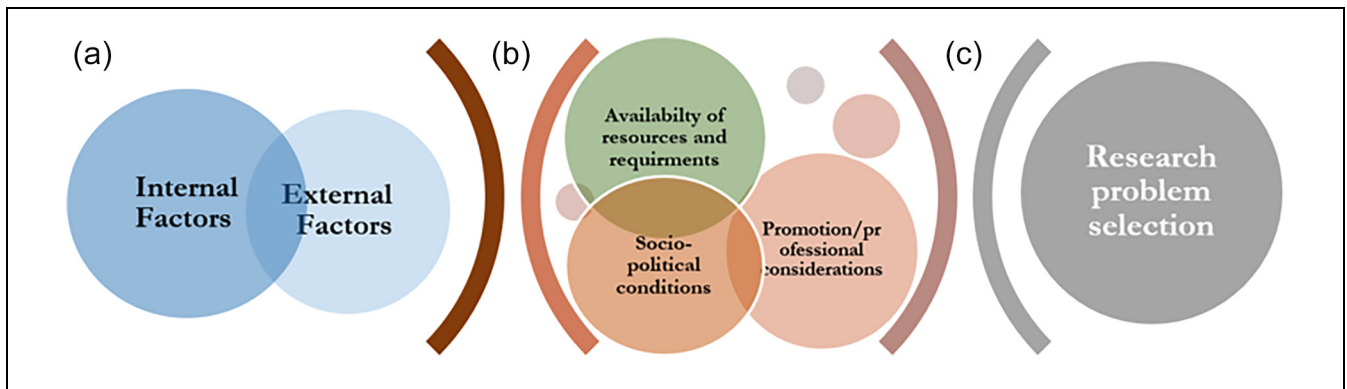 (a)
Internal
Factors
External
Factors
(b)
Availabilty of
resources and
requirments
Socio-
political
conditions
Promotion/pr
ofessional
considerations
(c)
Research
problem
selection